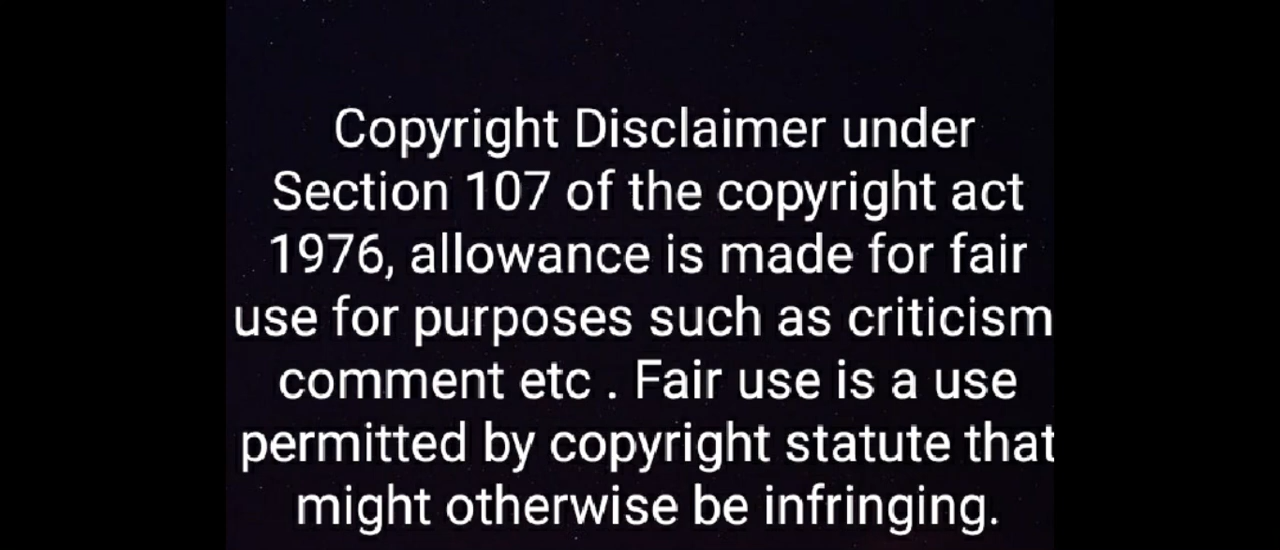 Copyright Disclaimer under
Section 107 of the copyright act
1976, allowance is made for fair
use for purposes such as criticism
comment etc . Fair use is a use
permitted by copyright statute that
might otherwise be infringing.